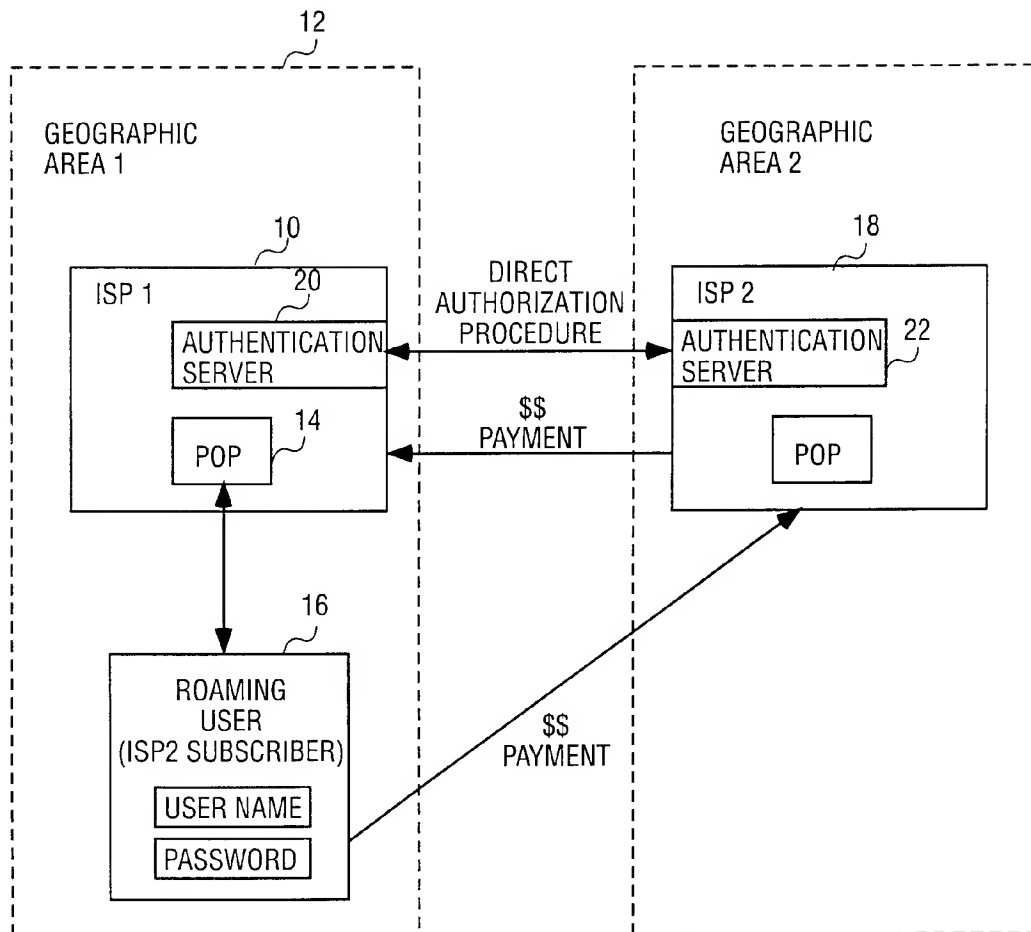 12
GEOGRAPHIC
AREA 1
GEOGRAPHIC
AREA 2
10
18
ISP 1
20
DIRECT
AUTHORIZATION
PROCEDURE
ISP 2
AUTHENTICATION
SERVER
AUTHENTICATION
SERVER
22
$$
PAYMENT
14
POP
POP
16
ROAMING
USER
(ISP2 SUBSCRIBER)
USER NAME
PASSWORD
$$
PAYMENT